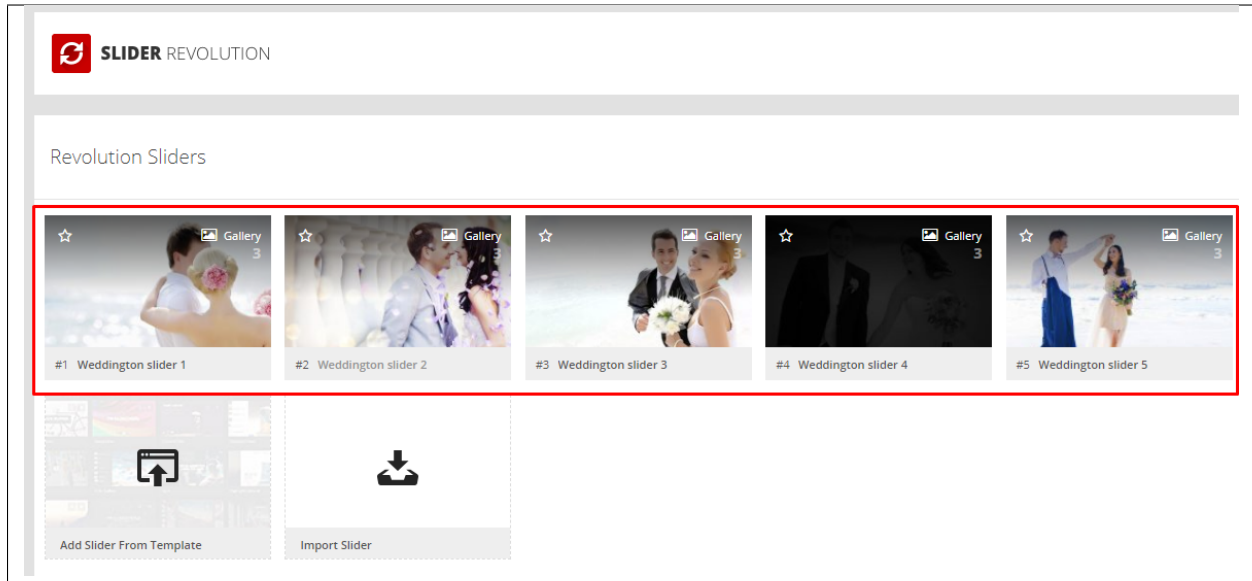 SLIDER REVOLUTION
Revolution Sliders
Gallery
3
Gallery
3
Gallery
3
Gallery
3
Gallery
3
#1 Weddington slider 1
#2 Weddington slider 2
#3 Weddington slider 3
#4 Weddington slider 4
#5 Weddington slider 5
Add Slider From Template
Import Slider